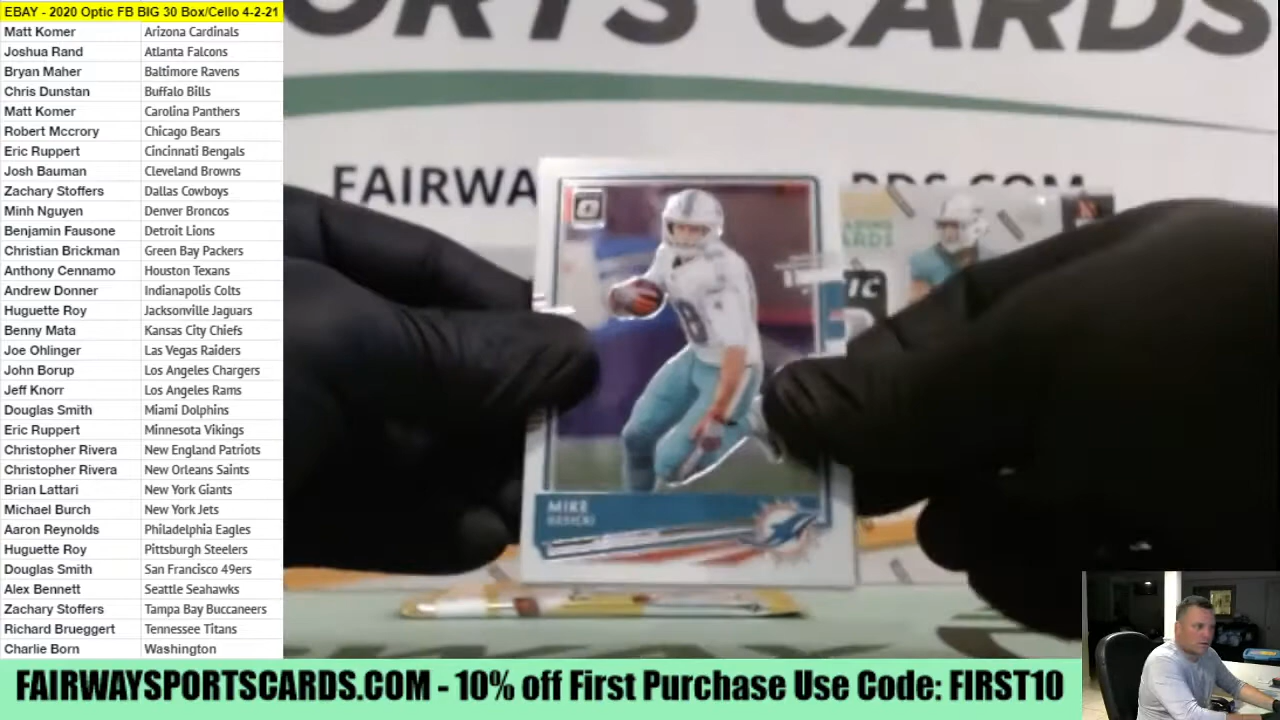 EBAY - 2020 Optic FB BIG 30 Box/Cello 4-2-21
Matt Komer Arizona Cardinals
Joshua Rand Atlanta Falcons
Bryan Maher Baltimore Ravens
Chris Dunstan Buffalo Bills
Matt Komer Carolina Panthers
Robert Mccrory Chicago Bears
Eric Ruppert Cincinnati Bengals
Josh Bauman Cleveland Browns
Zachary Stoffers Dallas Cowboys
Minh Nguyen Denver Broncos
Benjamin Fausone Detroit Lions
Christian Brickman Green Bay Packers
Anthony Cennamo Houston Texans
Andrew Donner Indianapolis Colts
Huguette Roy Jacksonville Jaguars
Benny Mata Kansas City Chiefs
Joe Ohlinger Las Vegas Raiders
John Borup Los Angeles Chargers
Jeff Knorr Los Angeles Rams
Douglas Smith Miami Dolphins
Eric Ruppert Minnesota Vikings
Christopher Rivera New England Patriots
Christopher Rivera New Orleans Saints
Brian Lattari New York Giants
Michael Burch New York Jets
Aaron Reynolds Philadelphia Eagles
Huguette Roy Pittsburgh Steelers
Douglas Smith San Francisco 49ers
Alex Bennett Seattle Seahawks
Zachary Stoffers Tampa Bay Buccaneers
Richard Brueggert Tennessee Titans
Charlie Born Washington
ORTS CARDS
FAIRWA RDS.COM
ARDS
IC
8
MIKE
GESICKI
FAIRWAYSPORTSCARDS.COM - 10% off First Purchase Use Code: FIRST10